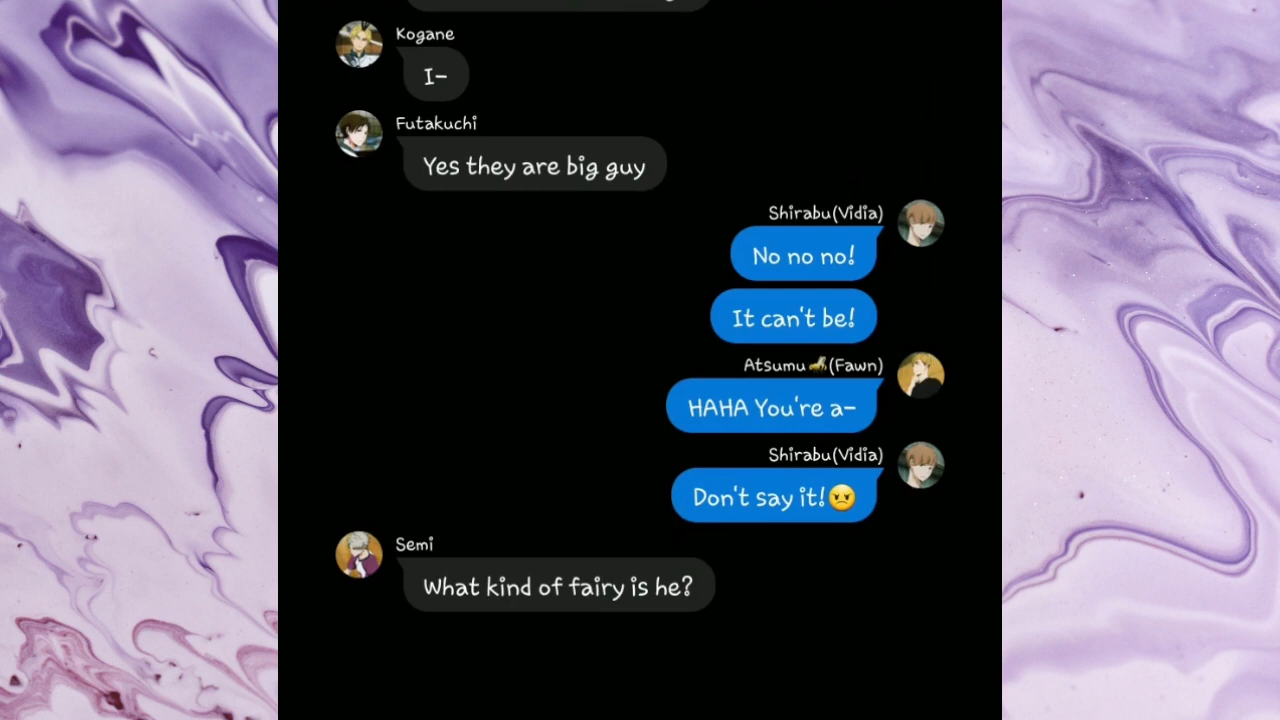 Kogane
I-
Futakuchi
Yes they are big guy
Shirabu(Vidia)
No no no!
It can't be!
Atsumu🐆(Fawn)
HAHA You're a-
Shirabu(Vidia)
Don't say it!😠
Semi
What kind of fairy is he?